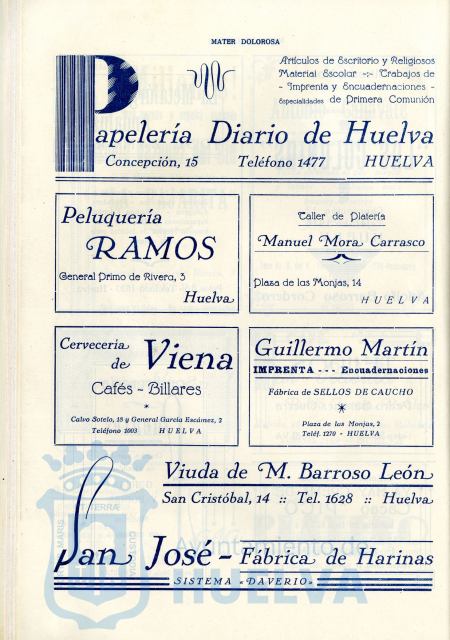 MATER DOLOROSA
Artículos de Escritorio y Religiosos
Material Escolar -:- Trabajos de
- Imprenta y Encuadernaciones -
Especialidades de Primera Comunión
Papelería Diario de Huelva
Concepción, 15 Teléfono 1477 HUELVA
Peluquería
RAMOS
General Primo de Rivera, 3
Huelva
Taller de Platería
Manuel Mora Carrasco
Plaza de las Monjas, 14
HUELVA
Cervecería
de Viena
Cafés - Billares
*
Calvo Sotelo, 18 y General García Escámez, 2
Teléfono 1003 HUELVA
Guillermo Martín
IMPRENTA - - - Encuadernaciones
Fábrica de SELLOS DE CAUCHO
*
Plaza de las Monjas, 2
Teléf. 1270 - HUELVA
Viuda de M. Barroso León
San Cristóbal, 14 :: Tel. 1628 :: Huelva
San José - Fábrica de Harinas
SISTEMA «DAVERIO»
Ayuntamiento de
HUELVA